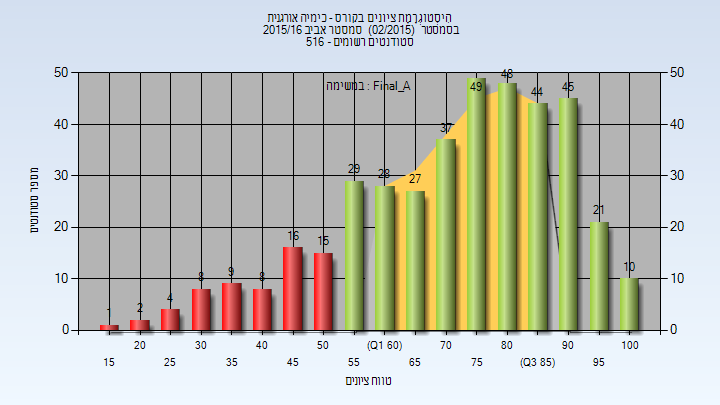 היסטוגרמת ציונים בקורס - כימיה אורגנית
בסמסטר (02/2015) סמסטר אביב 2015/16
סטודנטים רשומים - 516
במשימה : Final_A
50 50
40 40
30 30
20 20
10 10
0 0
מספר סטודנטים
1 2 4 8 9 8 16 15 29 28 27 37 49 48 44 45 21 10
20 30 40 50 (Q1 60) 70 80 90 100
15 25 35 45 55 65 75 (Q3 85) 95
טווח ציונים